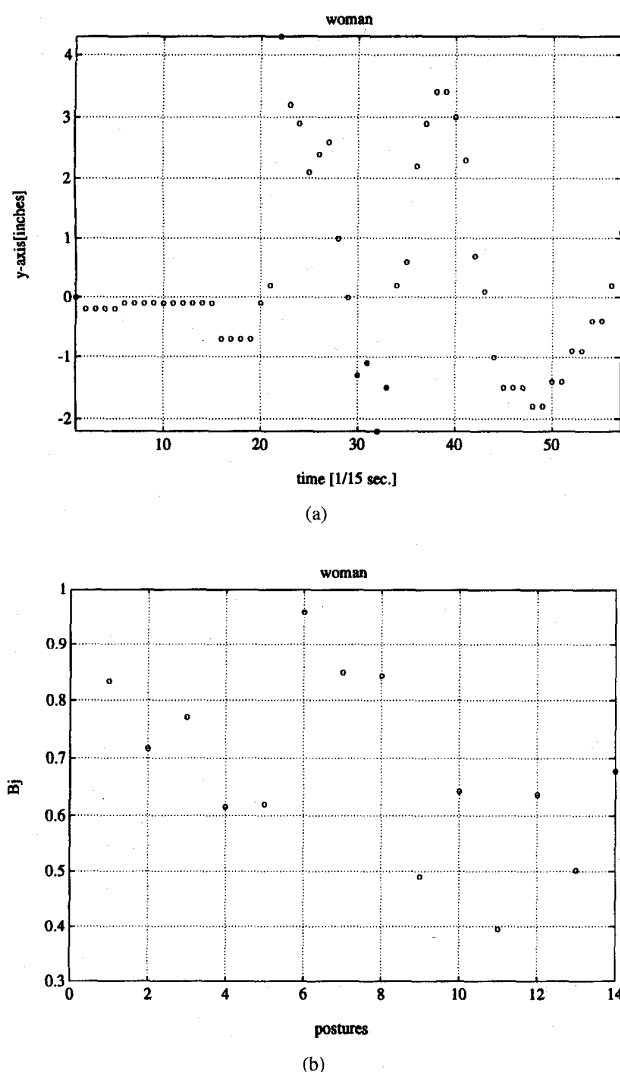 woman
4
3
2
1
0
-1
-2
y-axis[inches]
10 20 30 40 50
time [1/15 sec.]
(a)
woman
1
0.9
0.8
0.7
0.6
0.5
0.4
0.3
Bj
0 2 4 6 8 10 12 14
postures
(b)